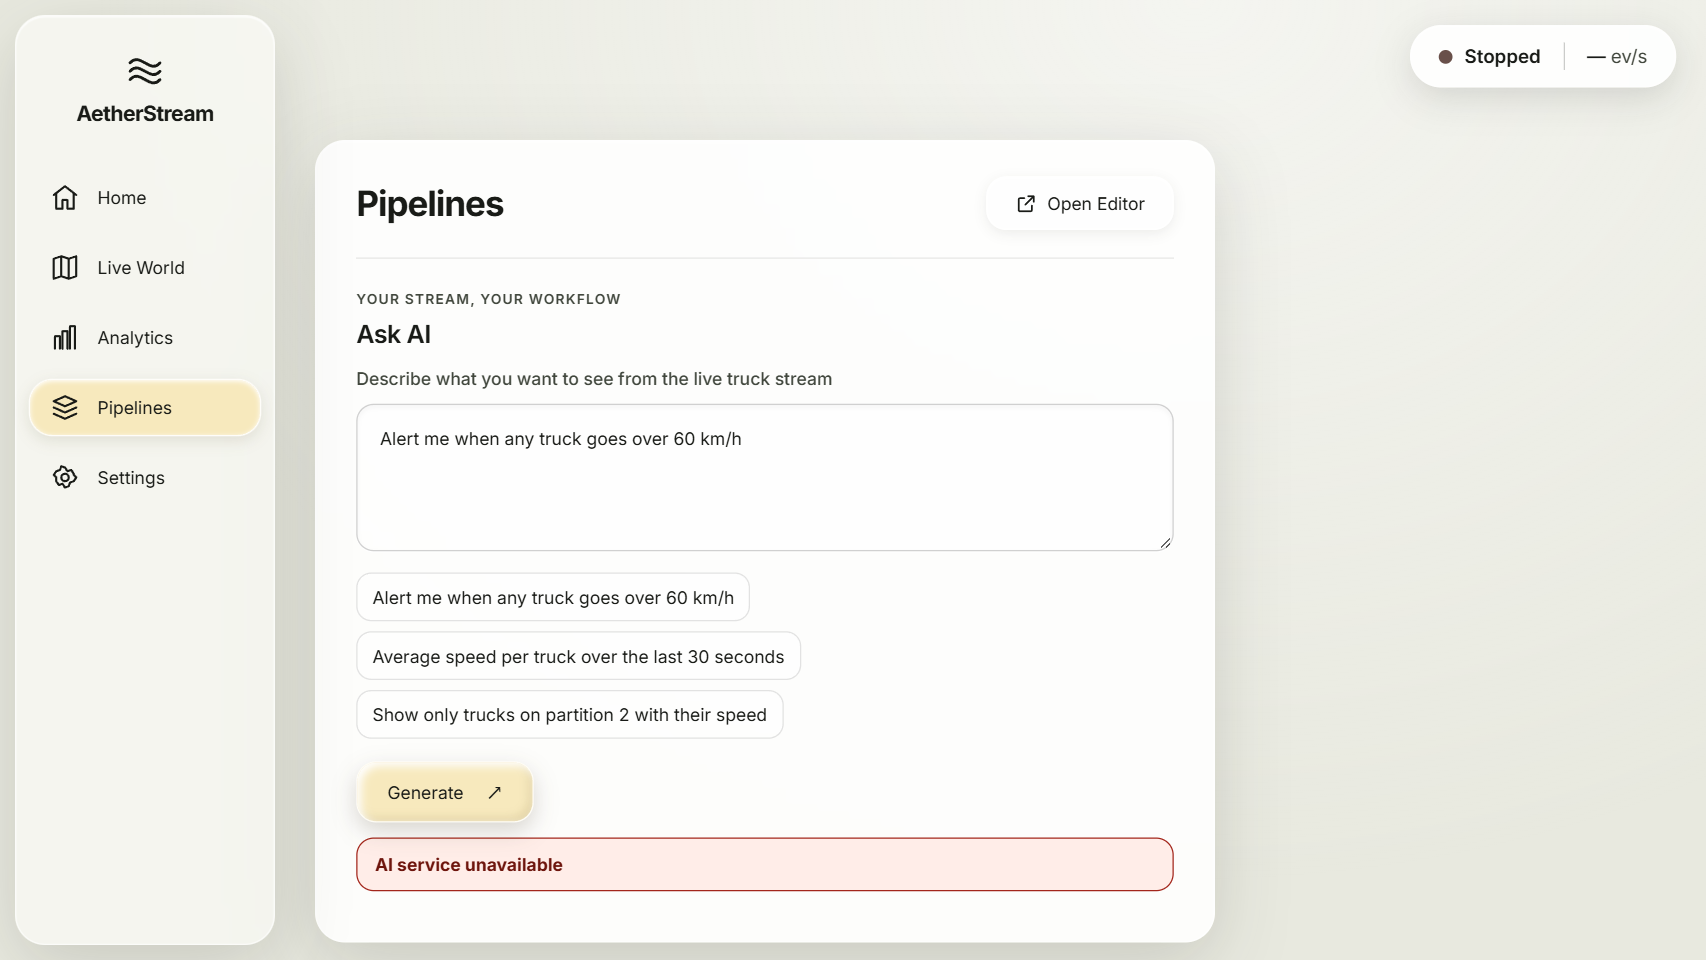 AetherStream
Home
Live World
Analytics
Pipelines
Settings
Stopped
— ev/s
Pipelines
Open Editor
YOUR STREAM, YOUR WORKFLOW
Ask AI
Describe what you want to see from the live truck stream
Alert me when any truck goes over 60 km/h
Alert me when any truck goes over 60 km/h
Average speed per truck over the last 30 seconds
Show only trucks on partition 2 with their speed
Generate ↗
AI service unavailable